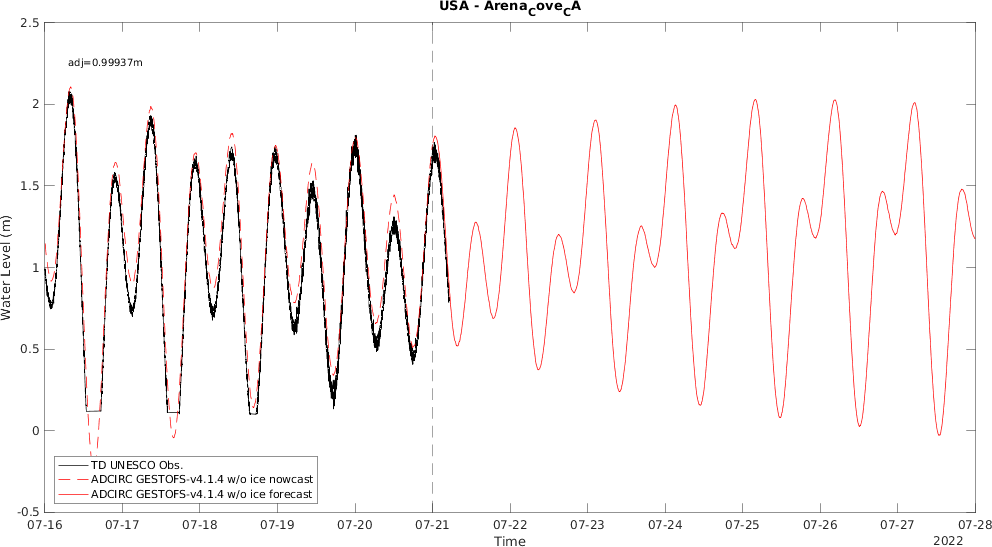 USA - Arena_Cove_CA
adj=0.99937m
2.5
2
1.5
1
0.5
0
-0.5
Water Level (m)
TD UNESCO Obs.
ADCIRC GESTOFS-v4.1.4 w/o ice nowcast
ADCIRC GESTOFS-v4.1.4 w/o ice forecast
07-16 07-17 07-18 07-19 07-20 07-21 07-22 07-23 07-24 07-25 07-26 07-27 07-28
Time
2022